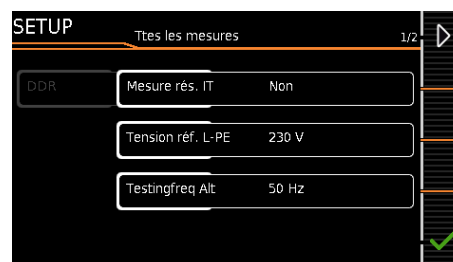 SETUP
Ttes les mesures
1/2
DDR
Mesure rés. IT Non
Tension réf. L-PE 230 V
Testingfreq Alt 50 Hz